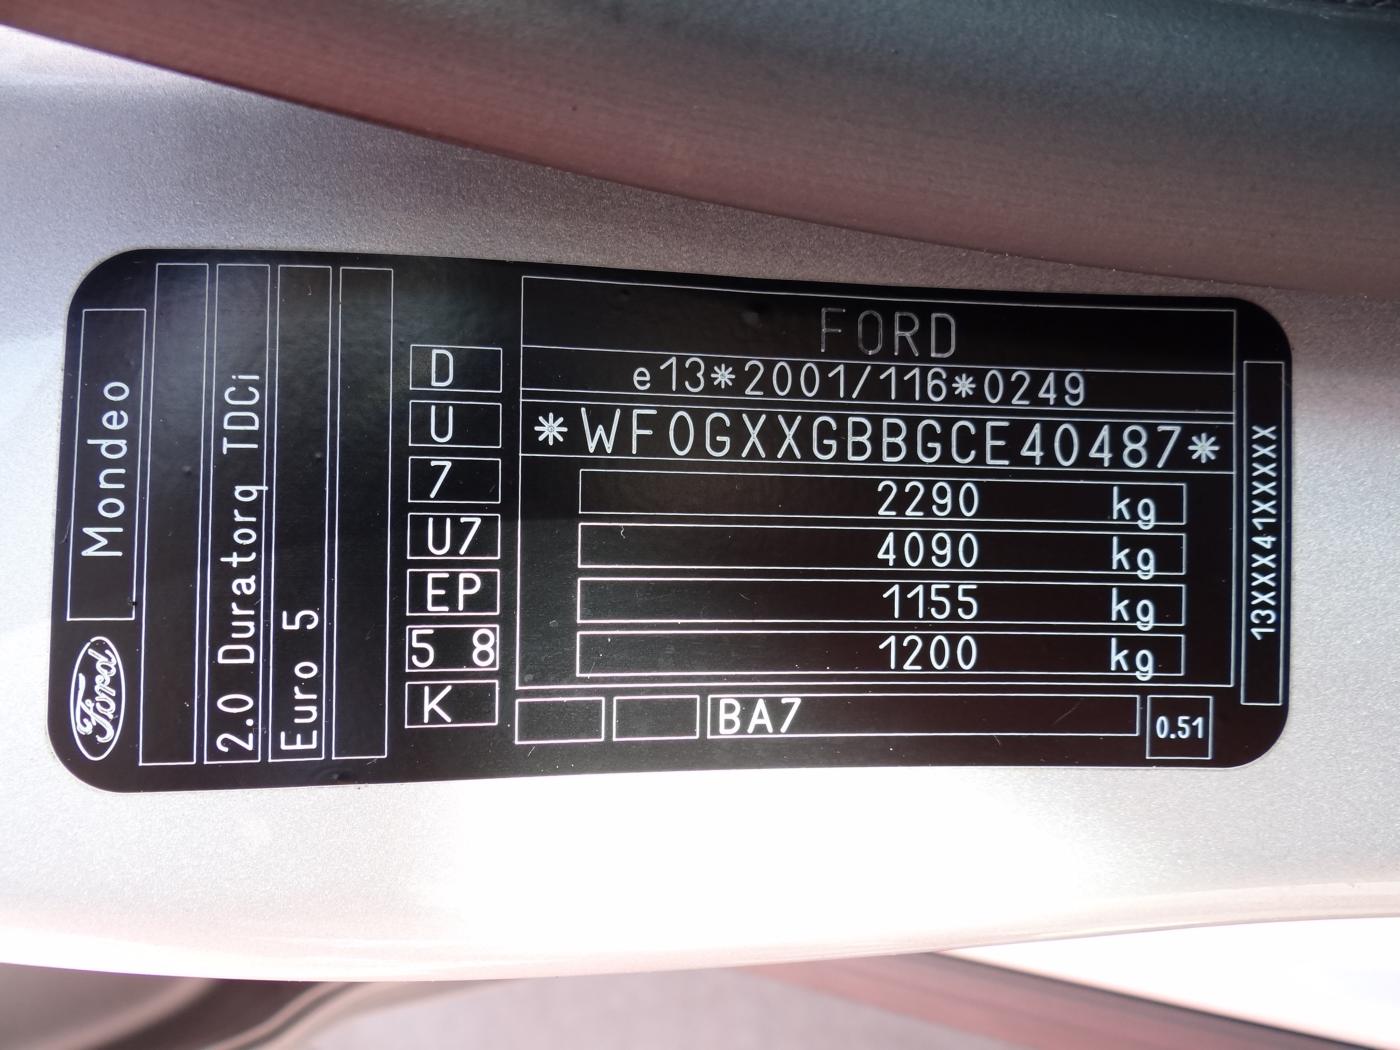 Ford
Mondeo
2.0 Duratorq TDCi
Euro 5
D
U
7
U7
EP
5 8
K
FORD
e13*2001/116*0249
*WF0GXXGBBGCE40487*
2290 kg
4090 kg
1155 kg
1200 kg
BA7
0.51
13XXX41XXXXX